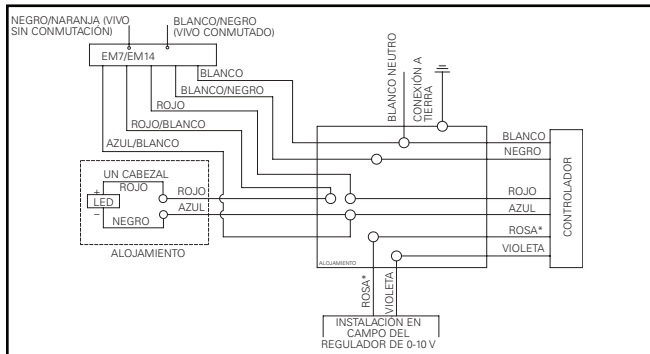 NEGRO/NARANJA (VIVO
SIN CONMUTACIÓN)
BLANCO/NEGRO
(VIVO CONMUTADO)
EM7/EM14
BLANCO
BLANCO/NEGRO
ROJO
ROJO/BLANCO
AZUL/BLANCO
BLANCO NEUTRO
CONEXIÓN A
TIERRA
BLANCO
NEGRO
ROJO
AZUL
ROSA*
VIOLETA
CONTROLADOR
UN CABEZAL
ROJO
+
LED
–
NEGRO
ROJO
AZUL
ALOJAMIENTO
ALOJAMIENTO
ROSA*
VIOLETA
INSTALACIÓN EN
CAMPO DEL
REGULADOR DE 0-10 V